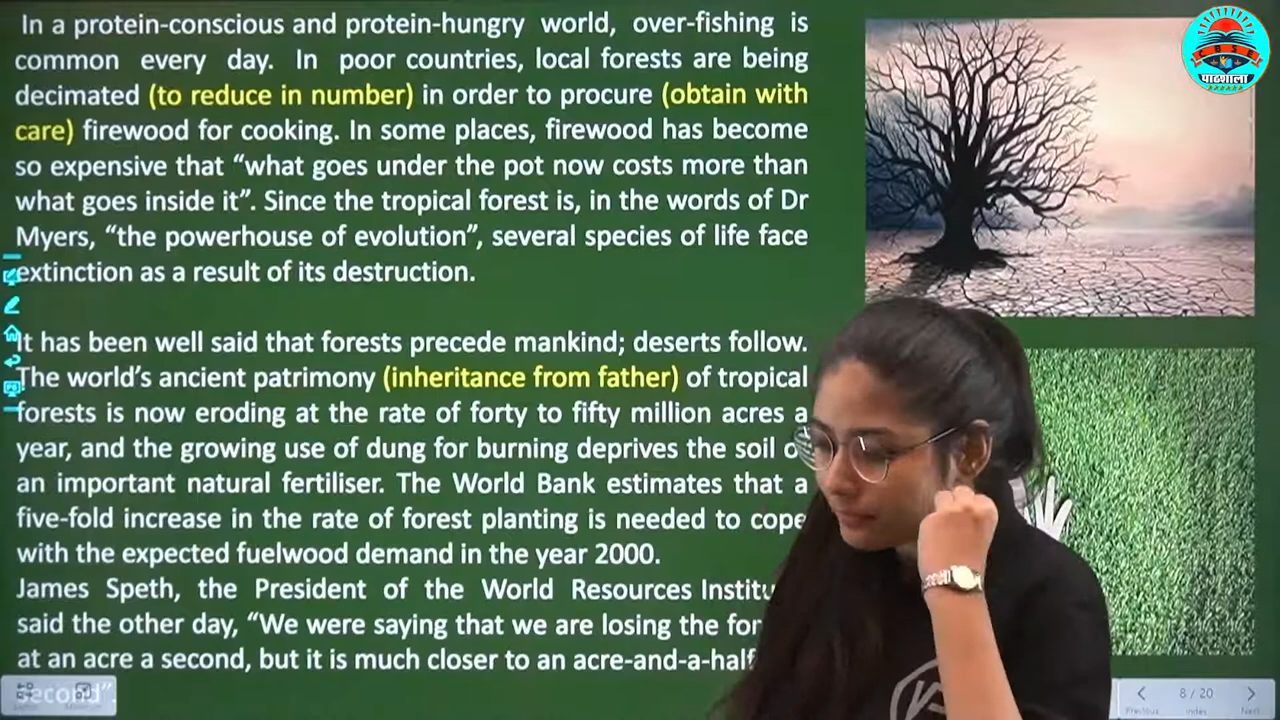 In a protein-conscious and protein-hungry world, over-fishing is
common every day. In poor countries, local forests are being
decimated (to reduce in number) in order to procure (obtain with
care) firewood for cooking. In some places, firewood has become
so expensive that “what goes under the pot now costs more than
what goes inside it”. Since the tropical forest is, in the words of Dr
Myers, “the powerhouse of evolution”, several species of life face
extinction as a result of its destruction.
It has been well said that forests precede mankind; deserts follow.
The world’s ancient patrimony (inheritance from father) of tropical
forests is now eroding at the rate of forty to fifty million acres a
year, and the growing use of dung for burning deprives the soil
an important natural fertiliser. The World Bank estimates that a
five-fold increase in the rate of forest planting is needed to cope
with the expected fuelwood demand in the year 2000.
James Speth, the President of the World Resources
said the other day, “We were saying that we are losing the
at an acre a second, but it is much closer to an acre-and-a-half
second”.
CBSE
पाठशाला
8 / 20
Previous
Index
Next